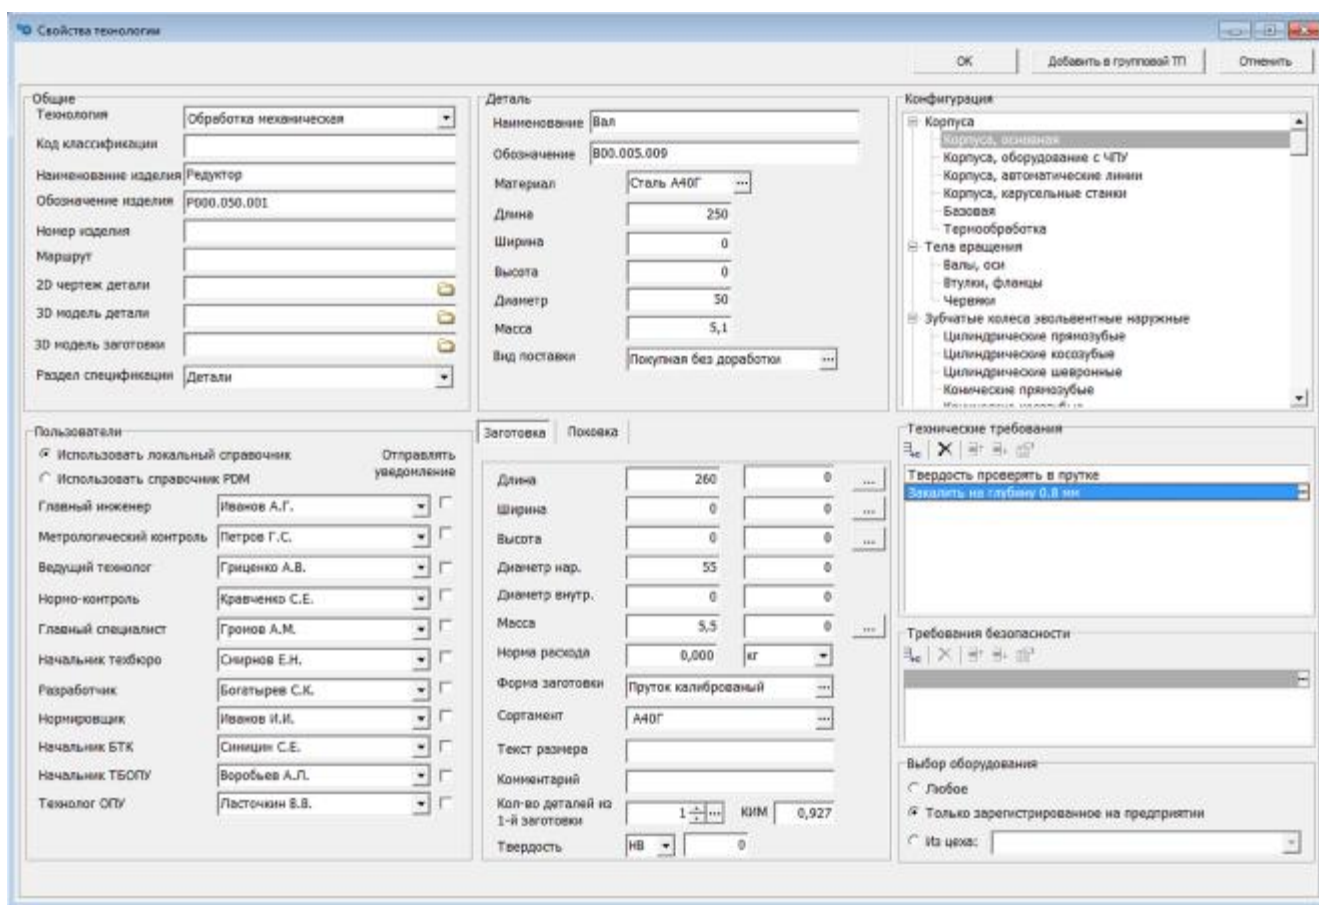 Свойства технологии
OK
Добавить в групповой ТП
Отменить
Общие
Технология
Обработка механическая
Код классификации
Наименование изделия
Редуктор
Обозначение изделия
Р000.050.001
Номер изделия
Маршрут
2D чертеж детали
3D модель детали
3D модель заготовки
Раздел спецификации
Детали
Деталь
Наименование
Вал
Обозначение
В00.005.009
Материал
Сталь А40Г
...
Длина
250
Ширина
0
Высота
0
Диаметр
50
Масса
5,1
Вид поставки
Покупная без доработки
...
Конфигурация
Корпуса
Корпуса, основная
Корпуса, оборудование с ЧПУ
Корпуса, автоматические линии
Корпуса, карусельные станки
Базовая
Термообработка
Тела вращения
Валы, оси
Втулки, фланцы
Червяки
Зубчатые колеса эвольвентные наружные
Цилиндрические прямозубые
Цилиндрические косозубые
Цилиндрические шевронные
Конические прямозубые
Пользователи
Использовать локальный справочник
Использовать справочник PDM
Отправлять
уведомление
Главный инженер
Иванов А.Г.
Метрологический контроль
Петров Г.С.
Ведущий технолог
Гриценко А.В.
Нормо-контроль
Кравченко С.Е.
Главный специалист
Громов А.М.
Начальник техбюро
Смирнов Е.Н.
Разработчик
Богатырев С.К.
Нормировщик
Иванов И.И.
Начальник БТК
Синицин С.Е.
Начальник ТБОПУ
Воробьев А.Л.
Технолог ОПУ
Ласточкин В.В.
Заготовка
Поковка
Длина
260
0
...
Ширина
0
0
...
Высота
0
0
...
Диаметр нар.
55
0
Диаметр внутр.
0
0
Масса
5,5
0
...
Норма расхода
0,000
кг
Форма заготовки
Пруток калиброваный
...
Сортамент
А40Г
...
Текст размера
Комментарий
Кол-во деталей из
1-й заготовки
1
...
КИМ
0,927
Твердость
HB
0
Технические требования
Твердость проверять в прутке
Закалить на глубину 0.8 мм
Требования безопасности
Выбор оборудования
Любое
Только зарегистрированное на предприятии
Из цеха: